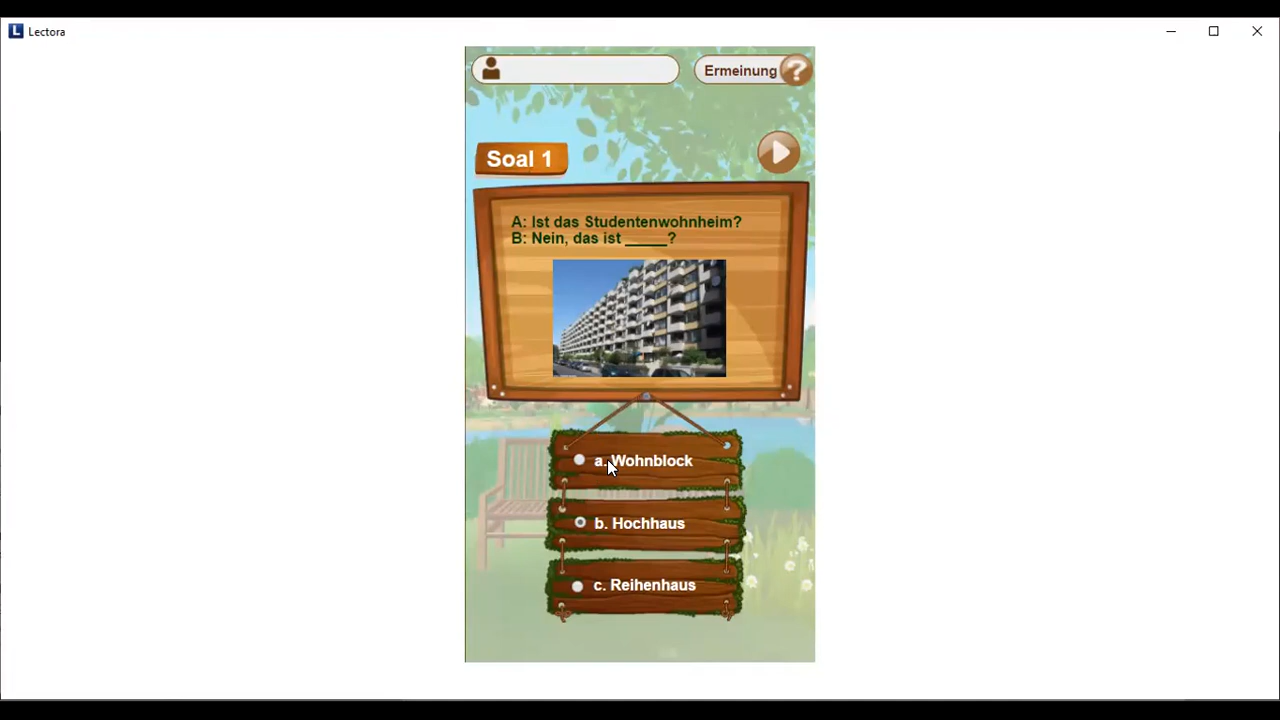 L Lectora
Ermeinung ?
Soal 1
A: Ist das Studentenwohnheim?
B: Nein, das ist _____?
a. Wohnblock
b. Hochhaus
c. Reihenhaus